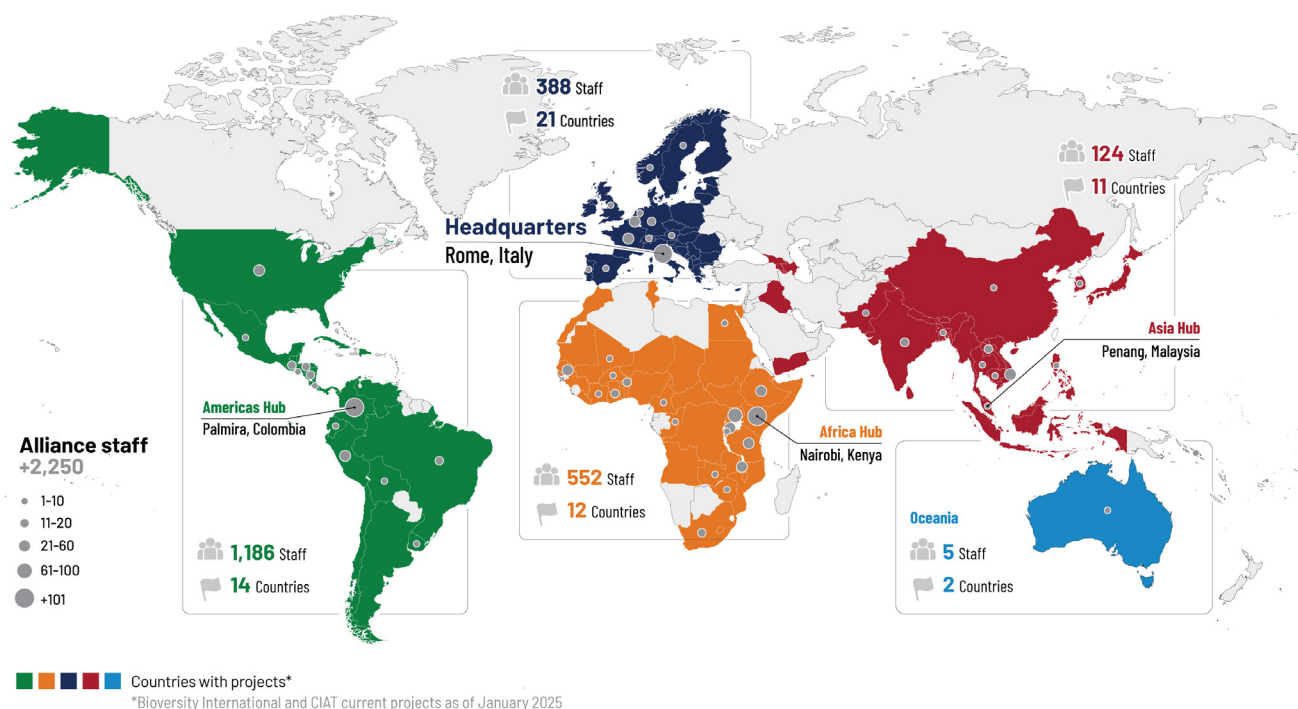 388 Staff
21 Countries
124 Staff
11 Countries
Headquarters
Rome, Italy
Asia Hub
Penang, Malaysia
Americas Hub
Palmira, Colombia
Africa Hub
Nairobi, Kenya
Alliance staff
+2,250
1-10
11-20
21-60
61-100
+101
552 Staff
12 Countries
Oceania
5 Staff
2 Countries
1,186 Staff
14 Countries
Countries with projects*
*Bioversity International and CIAT current projects as of January 2025